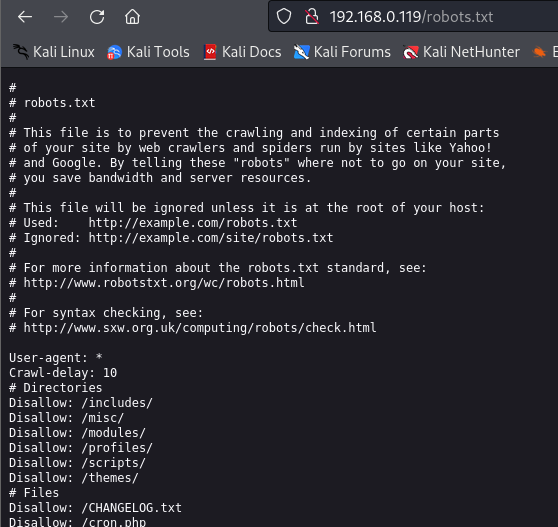 192.168.0.119/robots.txt
Kali Linux Kali Tools Kali Docs Kali Forums Kali NetHunter
#
# robots.txt
#
# This file is to prevent the crawling and indexing of certain parts
# of your site by web crawlers and spiders run by sites like Yahoo!
# and Google. By telling these "robots" where not to go on your site,
# you save bandwidth and server resources.
#
# This file will be ignored unless it is at the root of your host:
# Used:    http://example.com/robots.txt
# Ignored: http://example.com/site/robots.txt
#
# For more information about the robots.txt standard, see:
# http://www.robotstxt.org/wc/robots.html
#
# For syntax checking, see:
# http://www.sxw.org.uk/computing/robots/check.html
User-agent: *
Crawl-delay: 10
# Directories
Disallow: /includes/
Disallow: /misc/
Disallow: /modules/
Disallow: /profiles/
Disallow: /scripts/
Disallow: /themes/
# Files
Disallow: /CHANGELOG.txt
Disallow: /cron.php